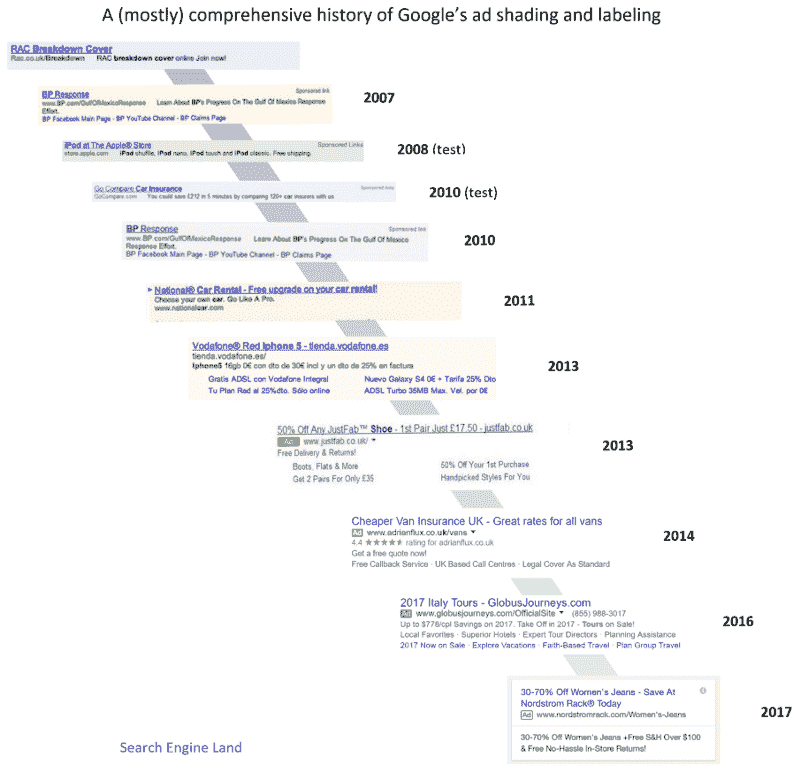 A (mostly) comprehensive history of Google's ad shading and labeling
RAC Breakdown Cover
Rac.co.uk/Breakdown RAC breakdown cover online Join now!
BP Response
Sponsored link
www.BP.com/GulfOfMexicoResponse Learn About BP's Progress On The Gulf Of Mexico Response
Effort.
BP Facebook Main Page - BP YouTube Channel - BP Claims Page
2007
iPod at The Apple® Store
Sponsored Links
store.apple.com iPod shuffle, iPod nano, iPod touch and iPod classic. Free shipping.
2008 (test)
Go Compare Car Insurance
Sponsored link
GoCompare.com You could save £212 in 5 minutes by comparing 120+ car insurers with us
2010 (test)
BP Response
Sponsored link
www.BP.com/GulfOfMexicoResponse Learn About BP's Progress On The Gulf Of Mexico
Response Effort.
BP Facebook Main Page - BP YouTube Channel - BP Claims Page
2010
National® Car Rental - Free upgrade on your car rental!
Choose your own car. Go Like A Pro.
www.nationalcar.com
2011
Vodafone® Red Iphone 5 - tienda.vodafone.es
tienda.vodafone.es/
Iphone5 16gb 0€ con dto de 30€ incl y un dto de 25% en factura
Gratis ADSL con Vodafone Integral Nuevo Galaxy S4 0€ + Tarifa 25% Dto
Tu Plan Red al 25%dto. Sólo online ADSL Turbo 35MB Max. Vel. por 0€
2013
50% Off Any JustFab™ Shoe - 1st Pair Just £17.50 - justfab.co.uk
Ad www.justfab.co.uk/
Free Delivery & Returns!
Boots, Flats & More 50% Off Your 1st Purchase
Get 2 Pairs For Only £35 Handpicked Styles For You
2013
Cheaper Van Insurance UK - Great rates for all vans
Ad www.adrianflux.co.uk/vans
4.4 ★★★★★ rating for adrianflux.co.uk
Get a free quote now!
Free Callback Service · UK Based Call Centres · Legal Cover As Standard
2014
2017 Italy Tours - GlobusJourneys.com
Ad www.globusjourneys.com/OfficialSite (855) 988-3017
Up to $778/cpl Savings on 2017. Take Off in 2017 - Tours on Sale!
Local Favorites · Superior Hotels · Expert Tour Directors · Planning Assistance
2017 Now on Sale · Explore Vacations · Faith-Based Travel · Plan Group Travel
2016
30-70% Off Women's Jeans - Save At
Nordstrom Rack® Today
Ad www.nordstromrack.com/Women's-Jeans
30-70% Off Women's Jeans +Free S&H Over $100
& Free No-Hassle In-Store Returns!
2017
Search Engine Land